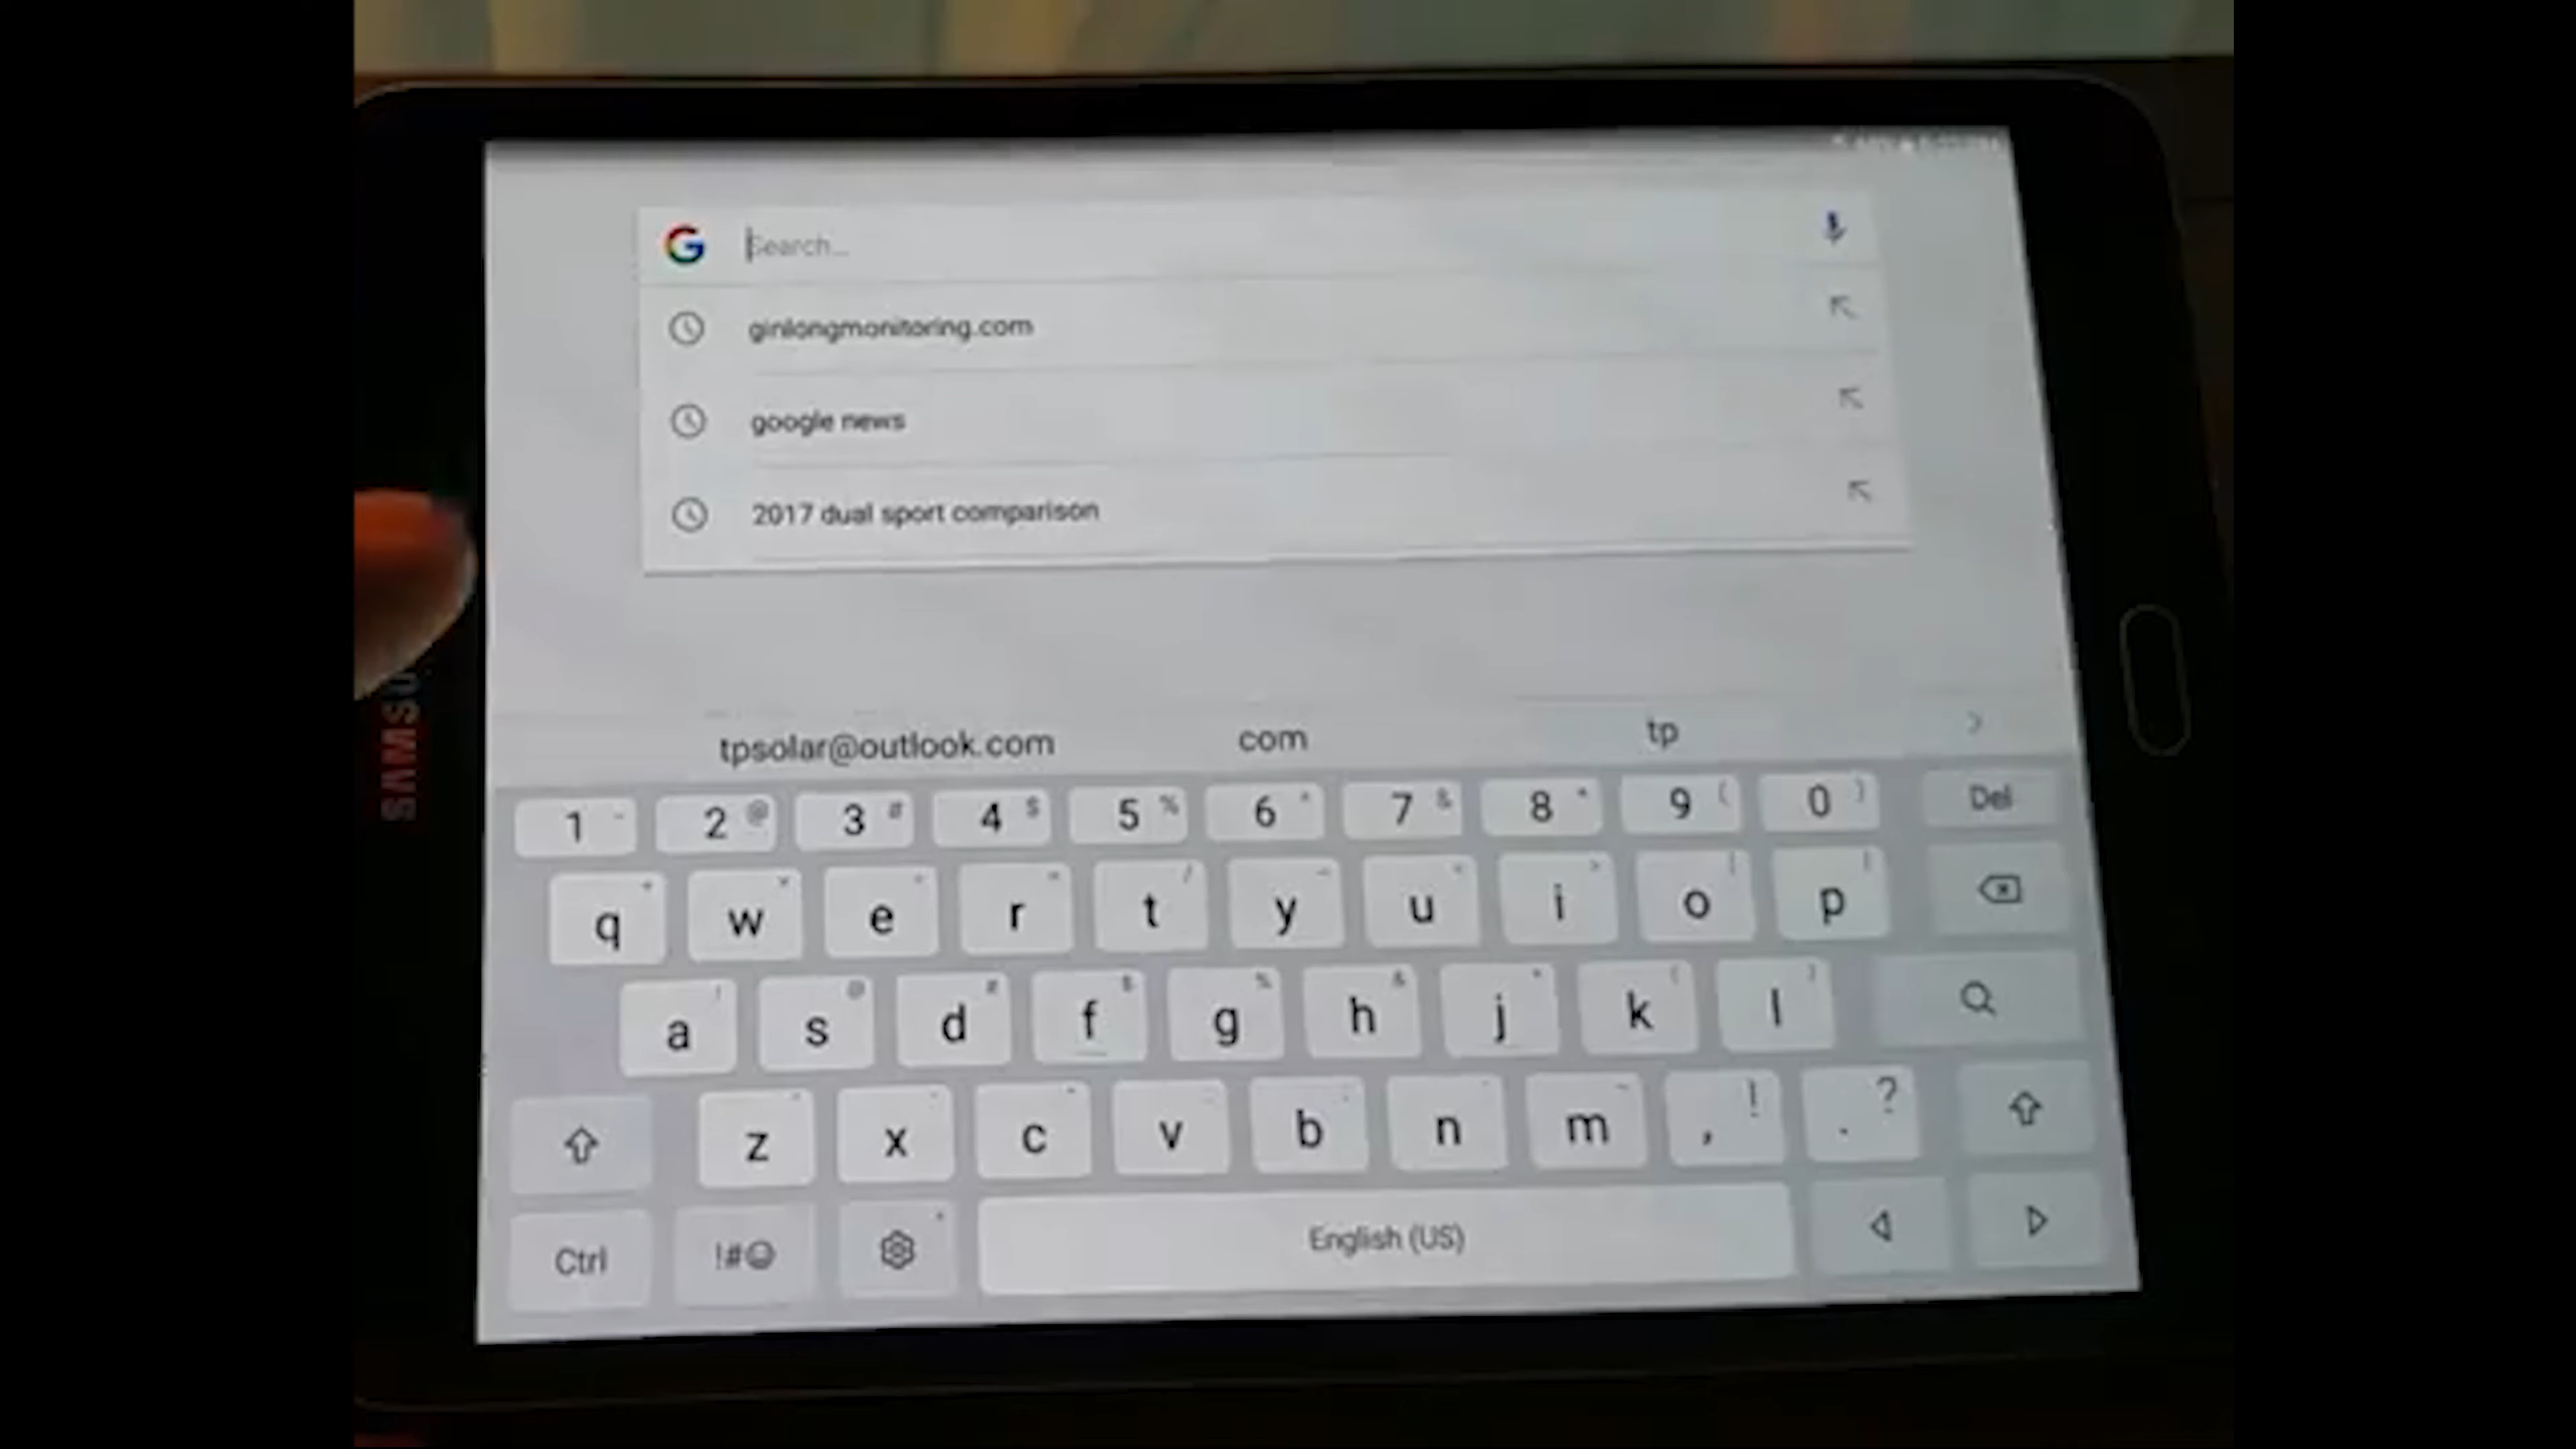 G Search...
ginlongmonitoring.com
google news
2017 dual sport comparison
tpsolar@outlook.com com tp >
1 2 @ 3 # 4 $ 5 % 6 ^ 7 & 8 * 9 ( 0 ) Del
q w e r t y u i o p
a ! s @ d # f $ g % h & j * k ( l )
z x c v b n m , ! . ?
Ctrl !#☺ English (US)
SAMSU